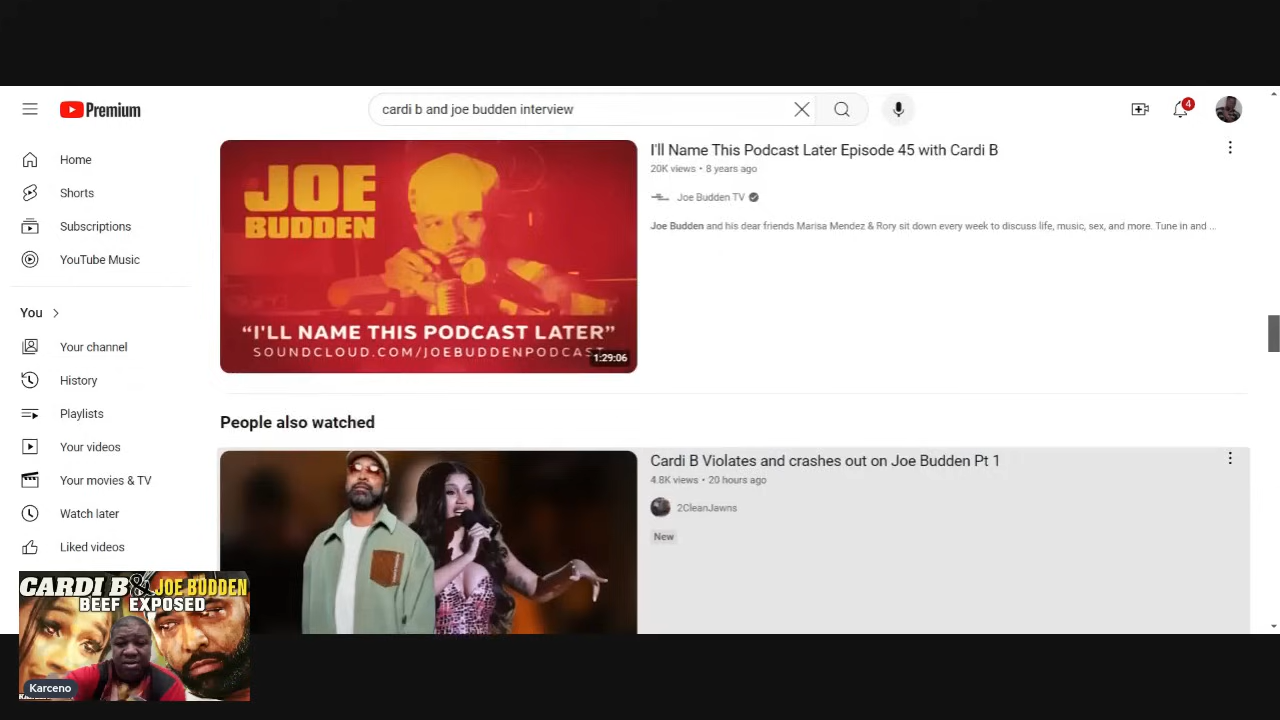 Premium
cardi b and joe budden interview
4
Home
Shorts
Subscriptions
YouTube Music
You
Your channel
History
Playlists
Your videos
Your movies & TV
Watch later
Liked videos
JOE
BUDDEN
"I'LL NAME THIS PODCAST LATER"
SOUNDCLOUD.COM/JOEBUDDENPODCAST
1:29:06
I'll Name This Podcast Later Episode 45 with Cardi B
20K views • 8 years ago
Joe Budden TV
Joe Budden and his dear friends Marisa Mendez & Rory sit down every week to discuss life, music, sex, and more. Tune in and ...
People also watched
Cardi B Violates and crashes out on Joe Budden Pt 1
4.8K views • 20 hours ago
2CleanJawns
New
CARDI B & JOE BUDDEN
BEEF EXPOSED
Karceno